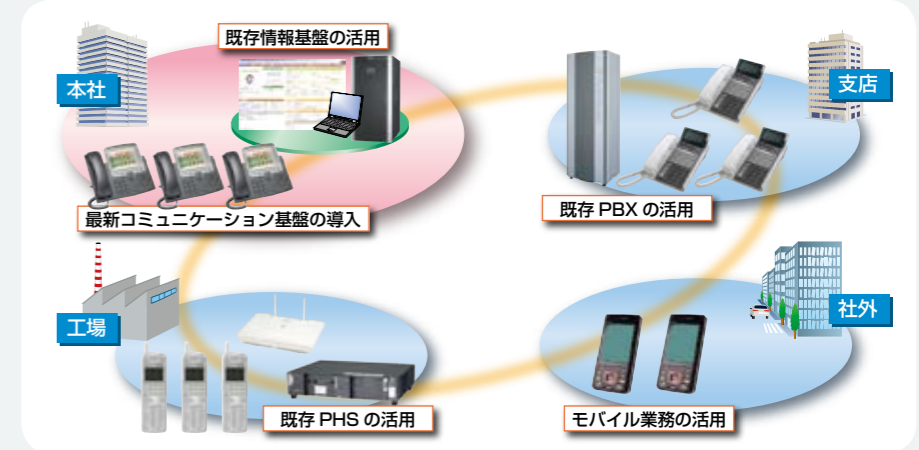 既存情報基盤の活用
本社
最新コミュニケーション基盤の導入
支店
既存 PBX の活用
工場
既存 PHS の活用
社外
モバイル業務の活用